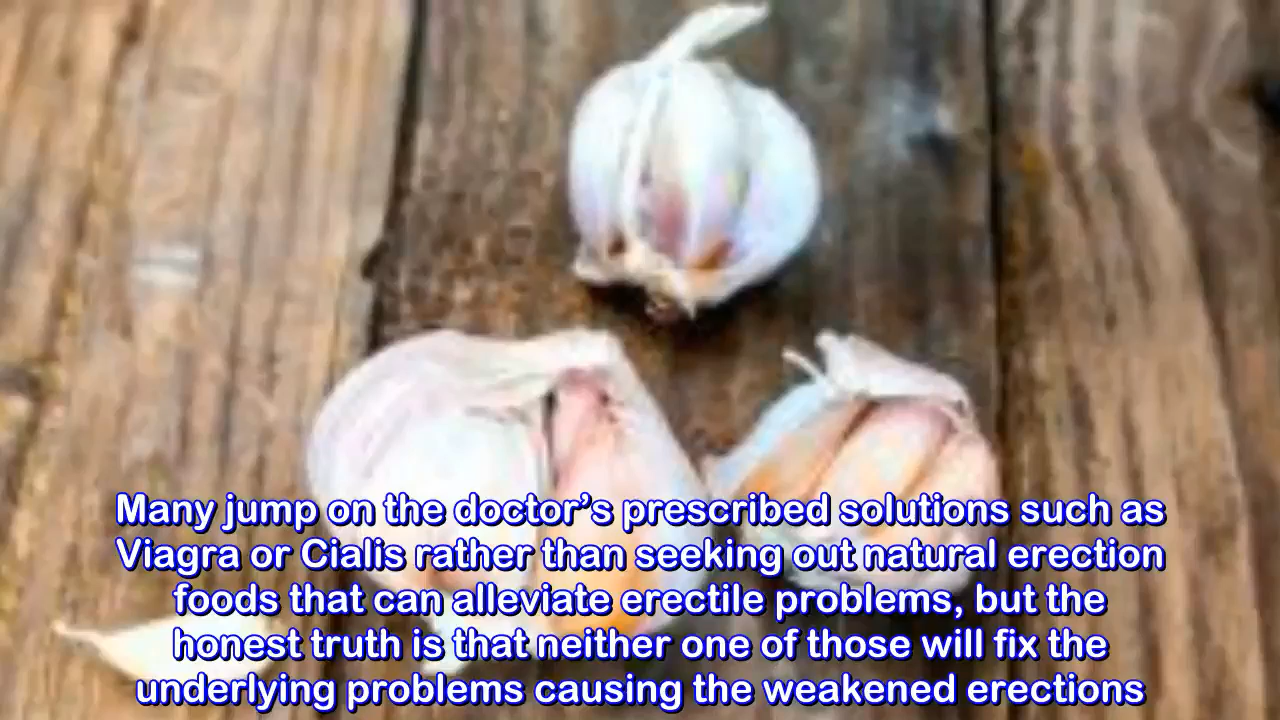 Many jump on the doctor’s prescribed solutions such as
Viagra or Cialis rather than seeking out natural erection
foods that can alleviate erectile problems, but the
honest truth is that neither one of those will fix the
underlying problems causing the weakened erections